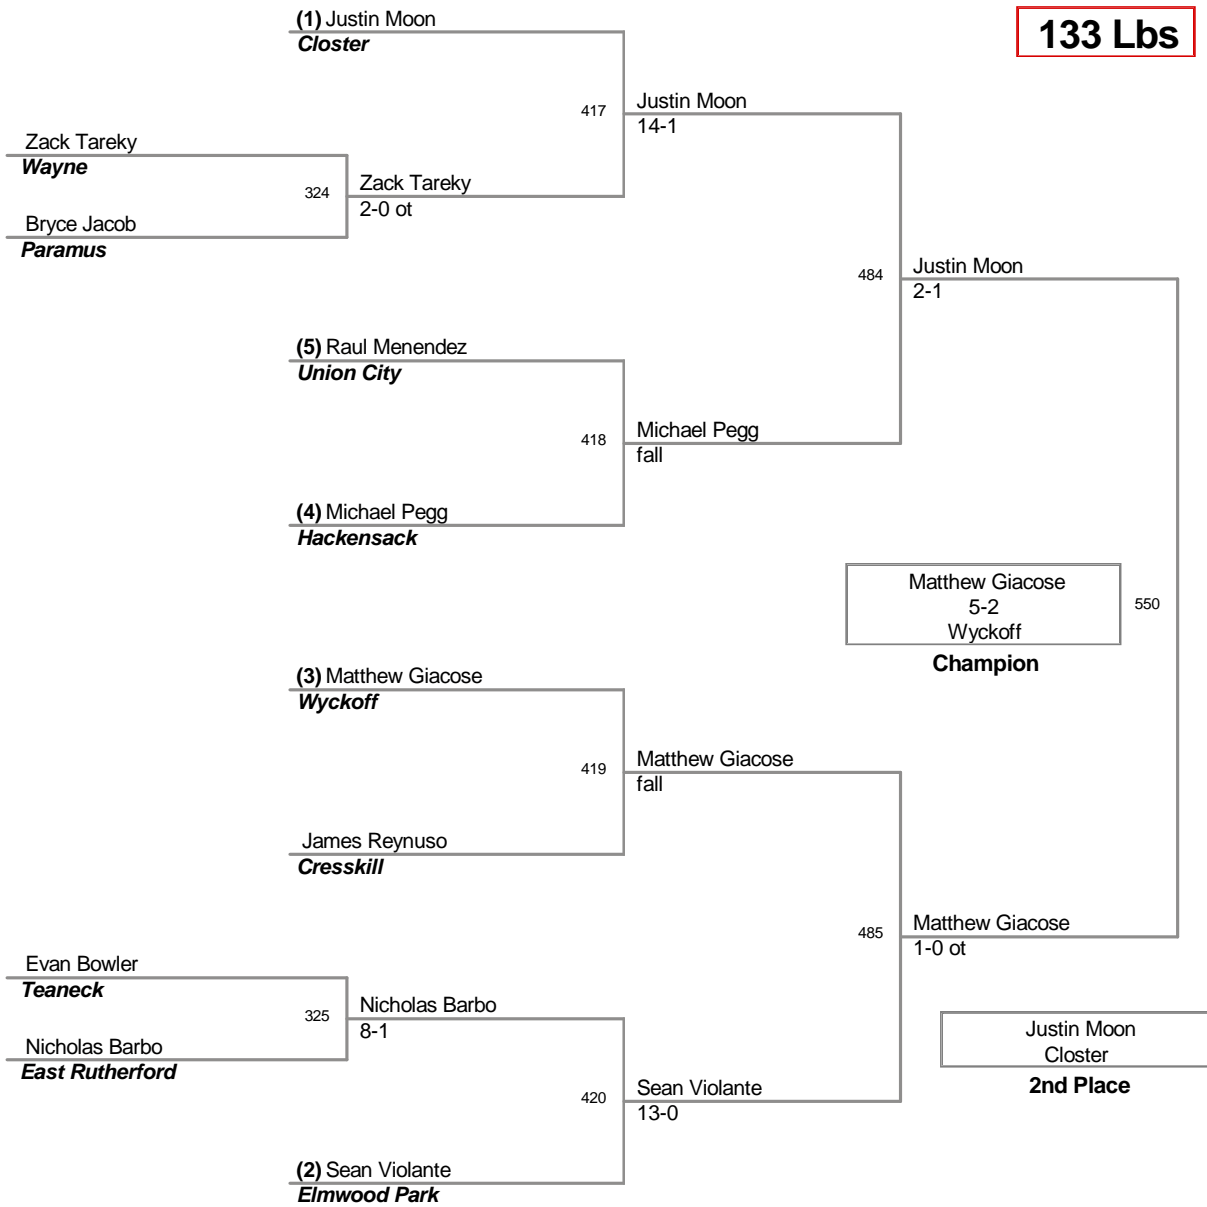 (1) Justin Moon
Closter
133 Lbs
417
Justin Moon
14-1
Zack Tareky
Wayne
324
Zack Tareky
2-0 ot
Bryce Jacob
Paramus
484
Justin Moon
2-1
(5) Raul Menendez
Union City
418
Michael Pegg
fall
(4) Michael Pegg
Hackensack
Matthew Giacose
5-2
Wyckoff
550
Champion
(3) Matthew Giacose
Wyckoff
419
Matthew Giacose
fall
James Reynuso
Cresskill
485
Matthew Giacose
1-0 ot
Evan Bowler
Teaneck
325
Nicholas Barbo
8-1
Nicholas Barbo
East Rutherford
Justin Moon
Closter
2nd Place
420
Sean Violante
13-0
(2) Sean Violante
Elmwood Park